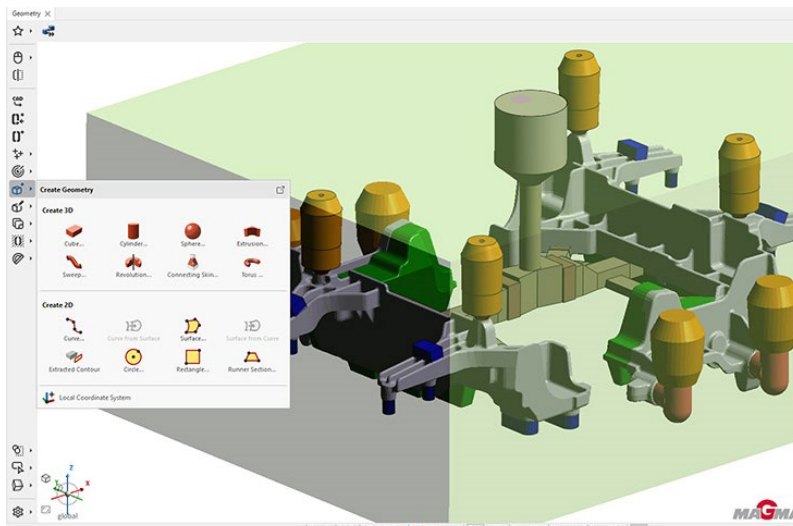 Geometry
CAD
Create Geometry
Create 3D
Cube... Cylinder... Sphere... Extrusion...
Sweep... Revolution... Connecting Skin... Torus ...
Create 2D
Curve... Curve from Surface Surface... Surface from Curve
Extracted Contour Circle... Rectangle... Runner Section...
Local Coordinate System
Z
Y X
global
MAGMA